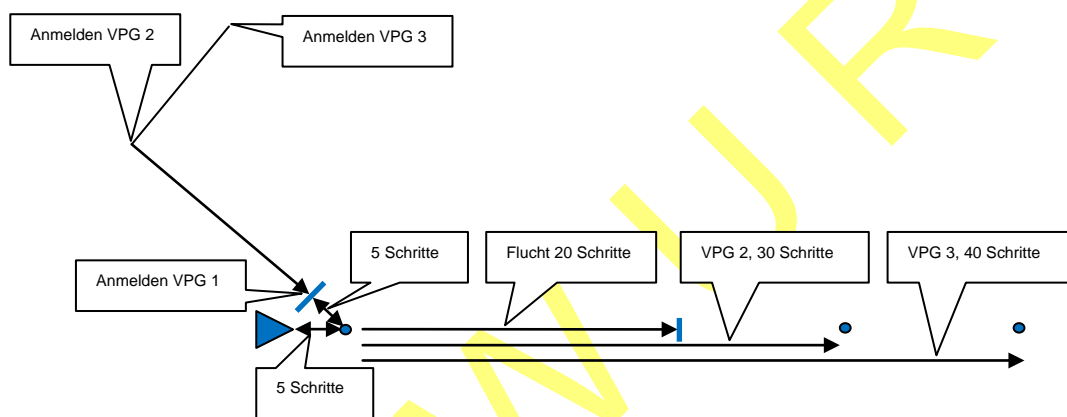 Anmelden VPG 2
Anmelden VPG 3
5 Schritte
Flucht 20 Schritte
VPG 2, 30 Schritte
VPG 3, 40 Schritte
Anmelden VPG 1
5 Schritte